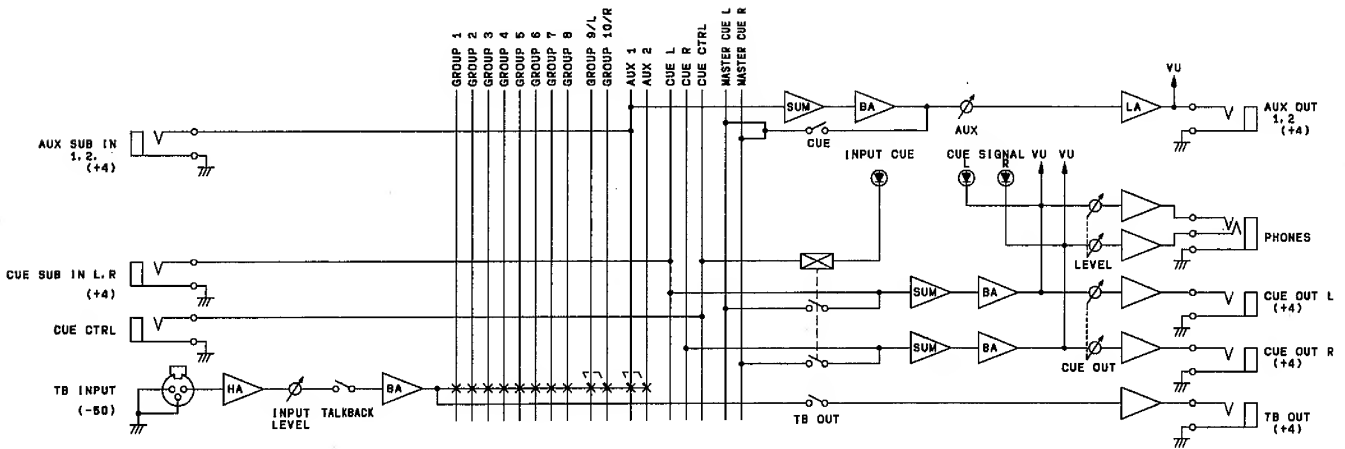 GROUP 1
GROUP 2
GROUP 3
GROUP 4
GROUP 5
GROUP 6
GROUP 7
GROUP 8
GROUP 9/L
GROUP 10/R
AUX 1
AUX 2
CUE L
CUE R
CUE CTRL
MASTER CUE L
MASTER CUE R
VU
SUM
BA
AUX
LA
AUX OUT
1, 2
(+4)
AUX SUB IN
1, 2.
(+4)
CUE
INPUT CUE
CUE SIGNAL
L
R
VU
VU
PHONES
LEVEL
CUE SUB IN L, R
(+4)
SUM
BA
CUE OUT L
(+4)
CUE CTRL
SUM
BA
CUE OUT
CUE OUT R
(+4)
TB INPUT
(-50)
HA
INPUT
LEVEL
TALKBACK
BA
TB OUT
TB OUT
(+4)